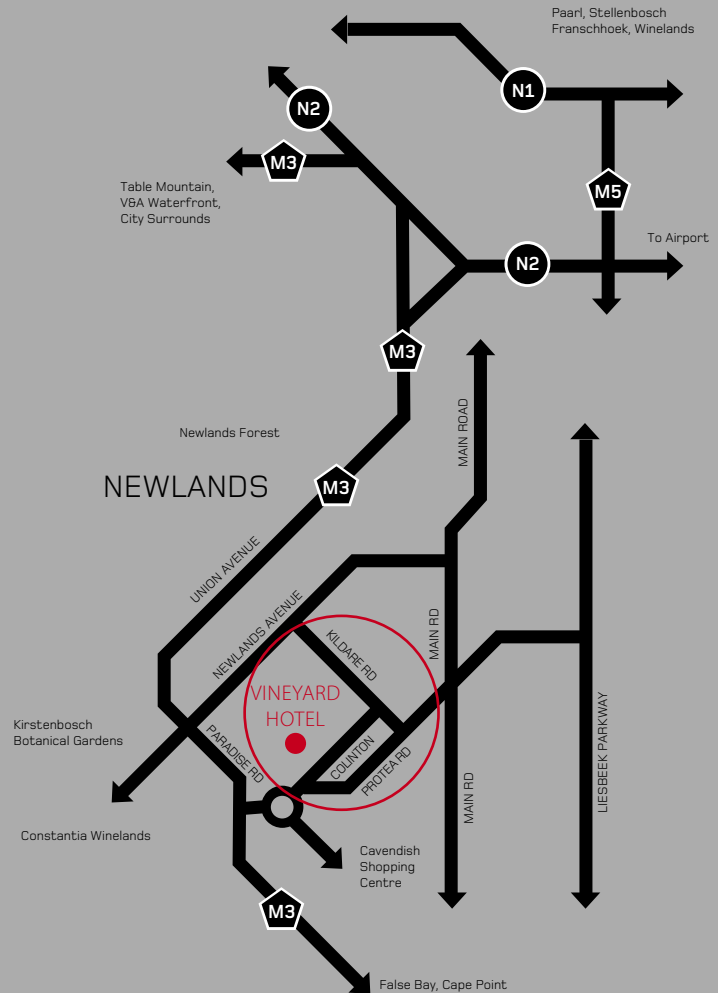 Paarl, Stellenbosch
Franschhoek, Winelands
N1
N2
M3
Table Mountain,
V&A Waterfront,
City Surrounds
M5
To Airport
N2
M3
MAIN ROAD
Newlands Forest
NEWLANDS
M3
UNION AVENUE
NEWLANDS AVENUE
KILDARE RD
MAIN RD
VINEYARD
HOTEL
Kirstenbosch
Botanical Gardens
PARADISE RD
COLINTON
PROTEA RD
MAIN RD
LIESBEEK PARKWAY
Constantia Winelands
Cavendish
Shopping
Centre
M3
False Bay, Cape Point